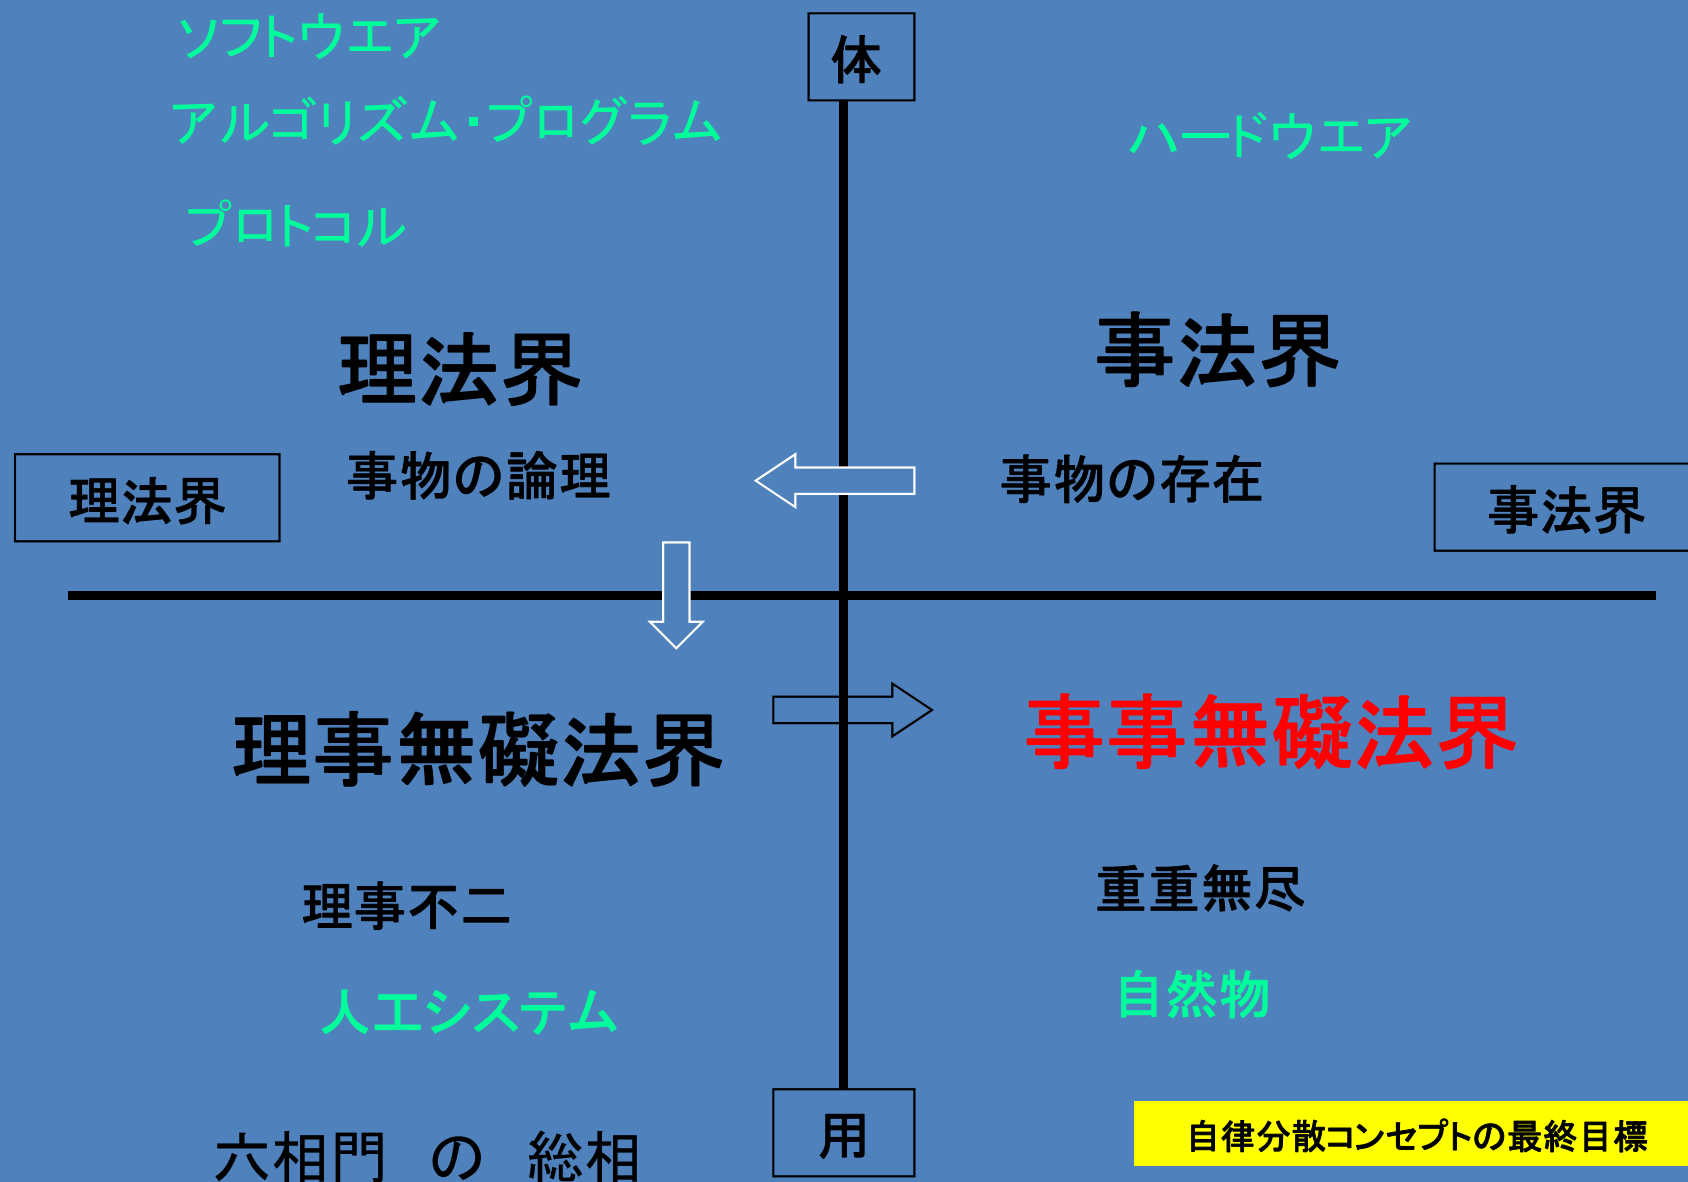 ソフトウエア
アルゴリズム・プログラム
プロトコル
体
ハードウエア
理法界
事法界
事物の論理
事物の存在
理法界
事法界
理事無礙法界
事事無礙法界
理事不二
重重無尽
人工システム
自然物
用
六相門 の 総相
自律分散コンセプトの最終目標